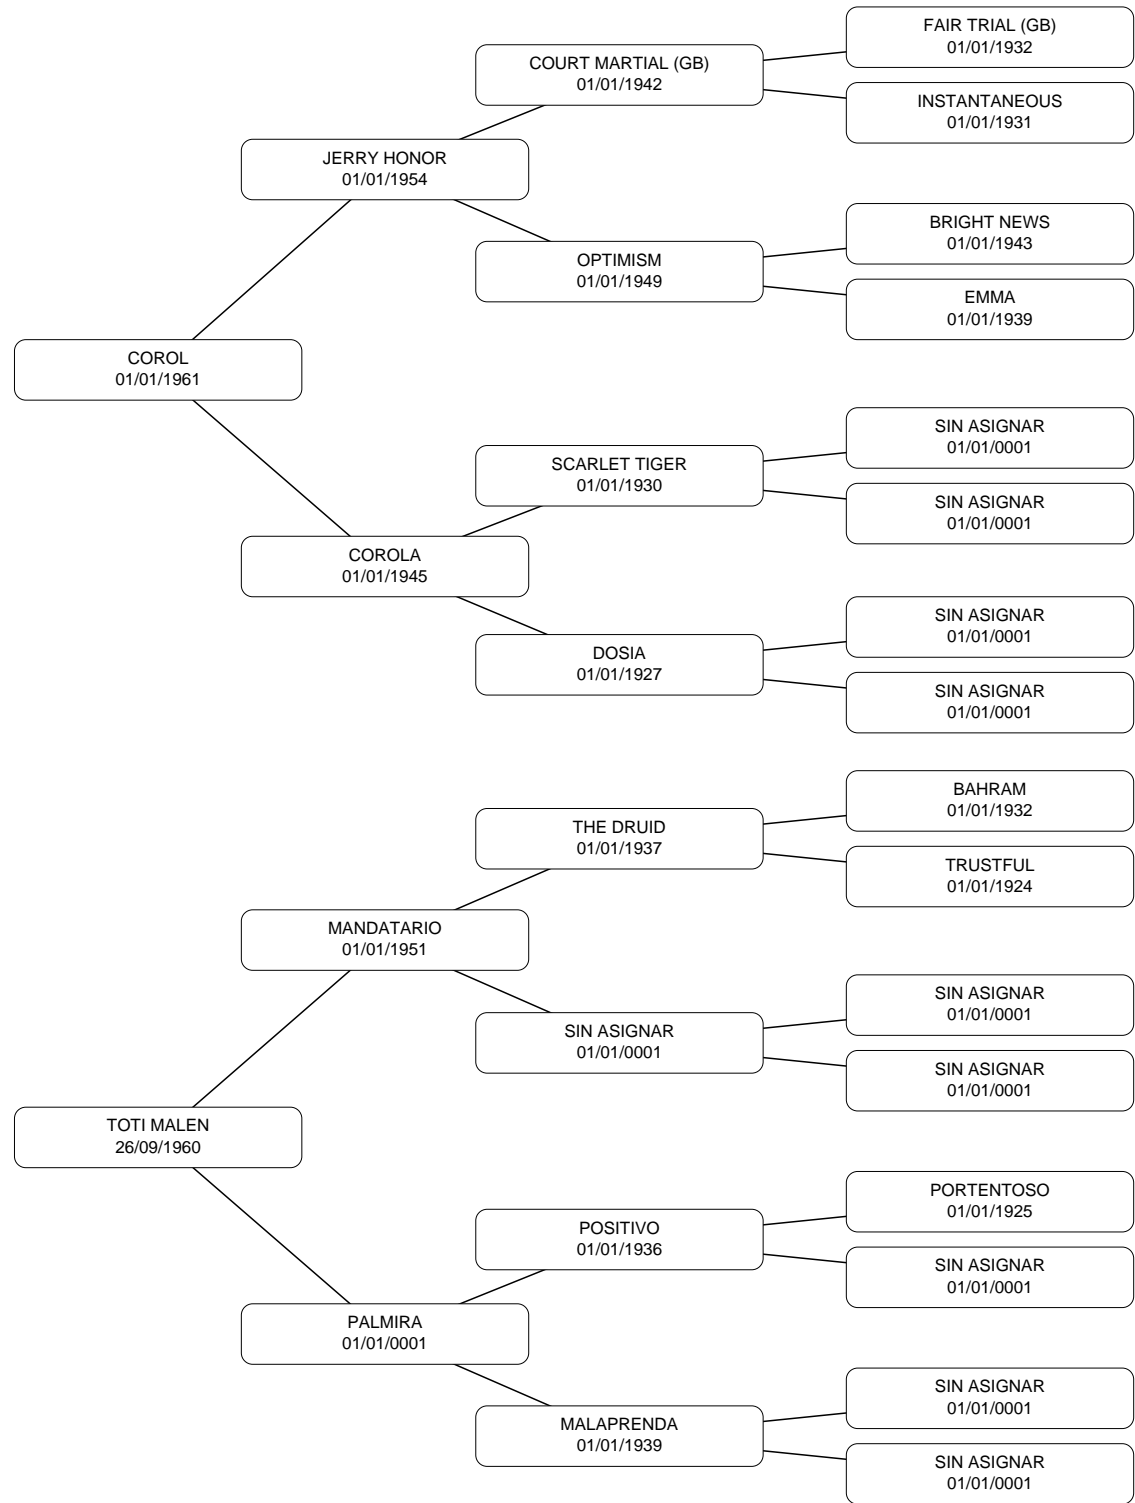 FAIR TRIAL (GB)
01/01/1932
COURT MARTIAL (GB)
01/01/1942
INSTANTANEOUS
01/01/1931
JERRY HONOR
01/01/1954
BRIGHT NEWS
01/01/1943
OPTIMISM
01/01/1949
EMMA
01/01/1939
COROL
01/01/1961
SIN ASIGNAR
01/01/0001
SCARLET TIGER
01/01/1930
SIN ASIGNAR
01/01/0001
COROLA
01/01/1945
SIN ASIGNAR
01/01/0001
DOSIA
01/01/1927
SIN ASIGNAR
01/01/0001
BAHRAM
01/01/1932
THE DRUID
01/01/1937
TRUSTFUL
01/01/1924
MANDATARIO
01/01/1951
SIN ASIGNAR
01/01/0001
SIN ASIGNAR
01/01/0001
SIN ASIGNAR
01/01/0001
TOTI MALEN
26/09/1960
PORTENTOSO
01/01/1925
POSITIVO
01/01/1936
SIN ASIGNAR
01/01/0001
PALMIRA
01/01/0001
SIN ASIGNAR
01/01/0001
MALAPRENDA
01/01/1939
SIN ASIGNAR
01/01/0001